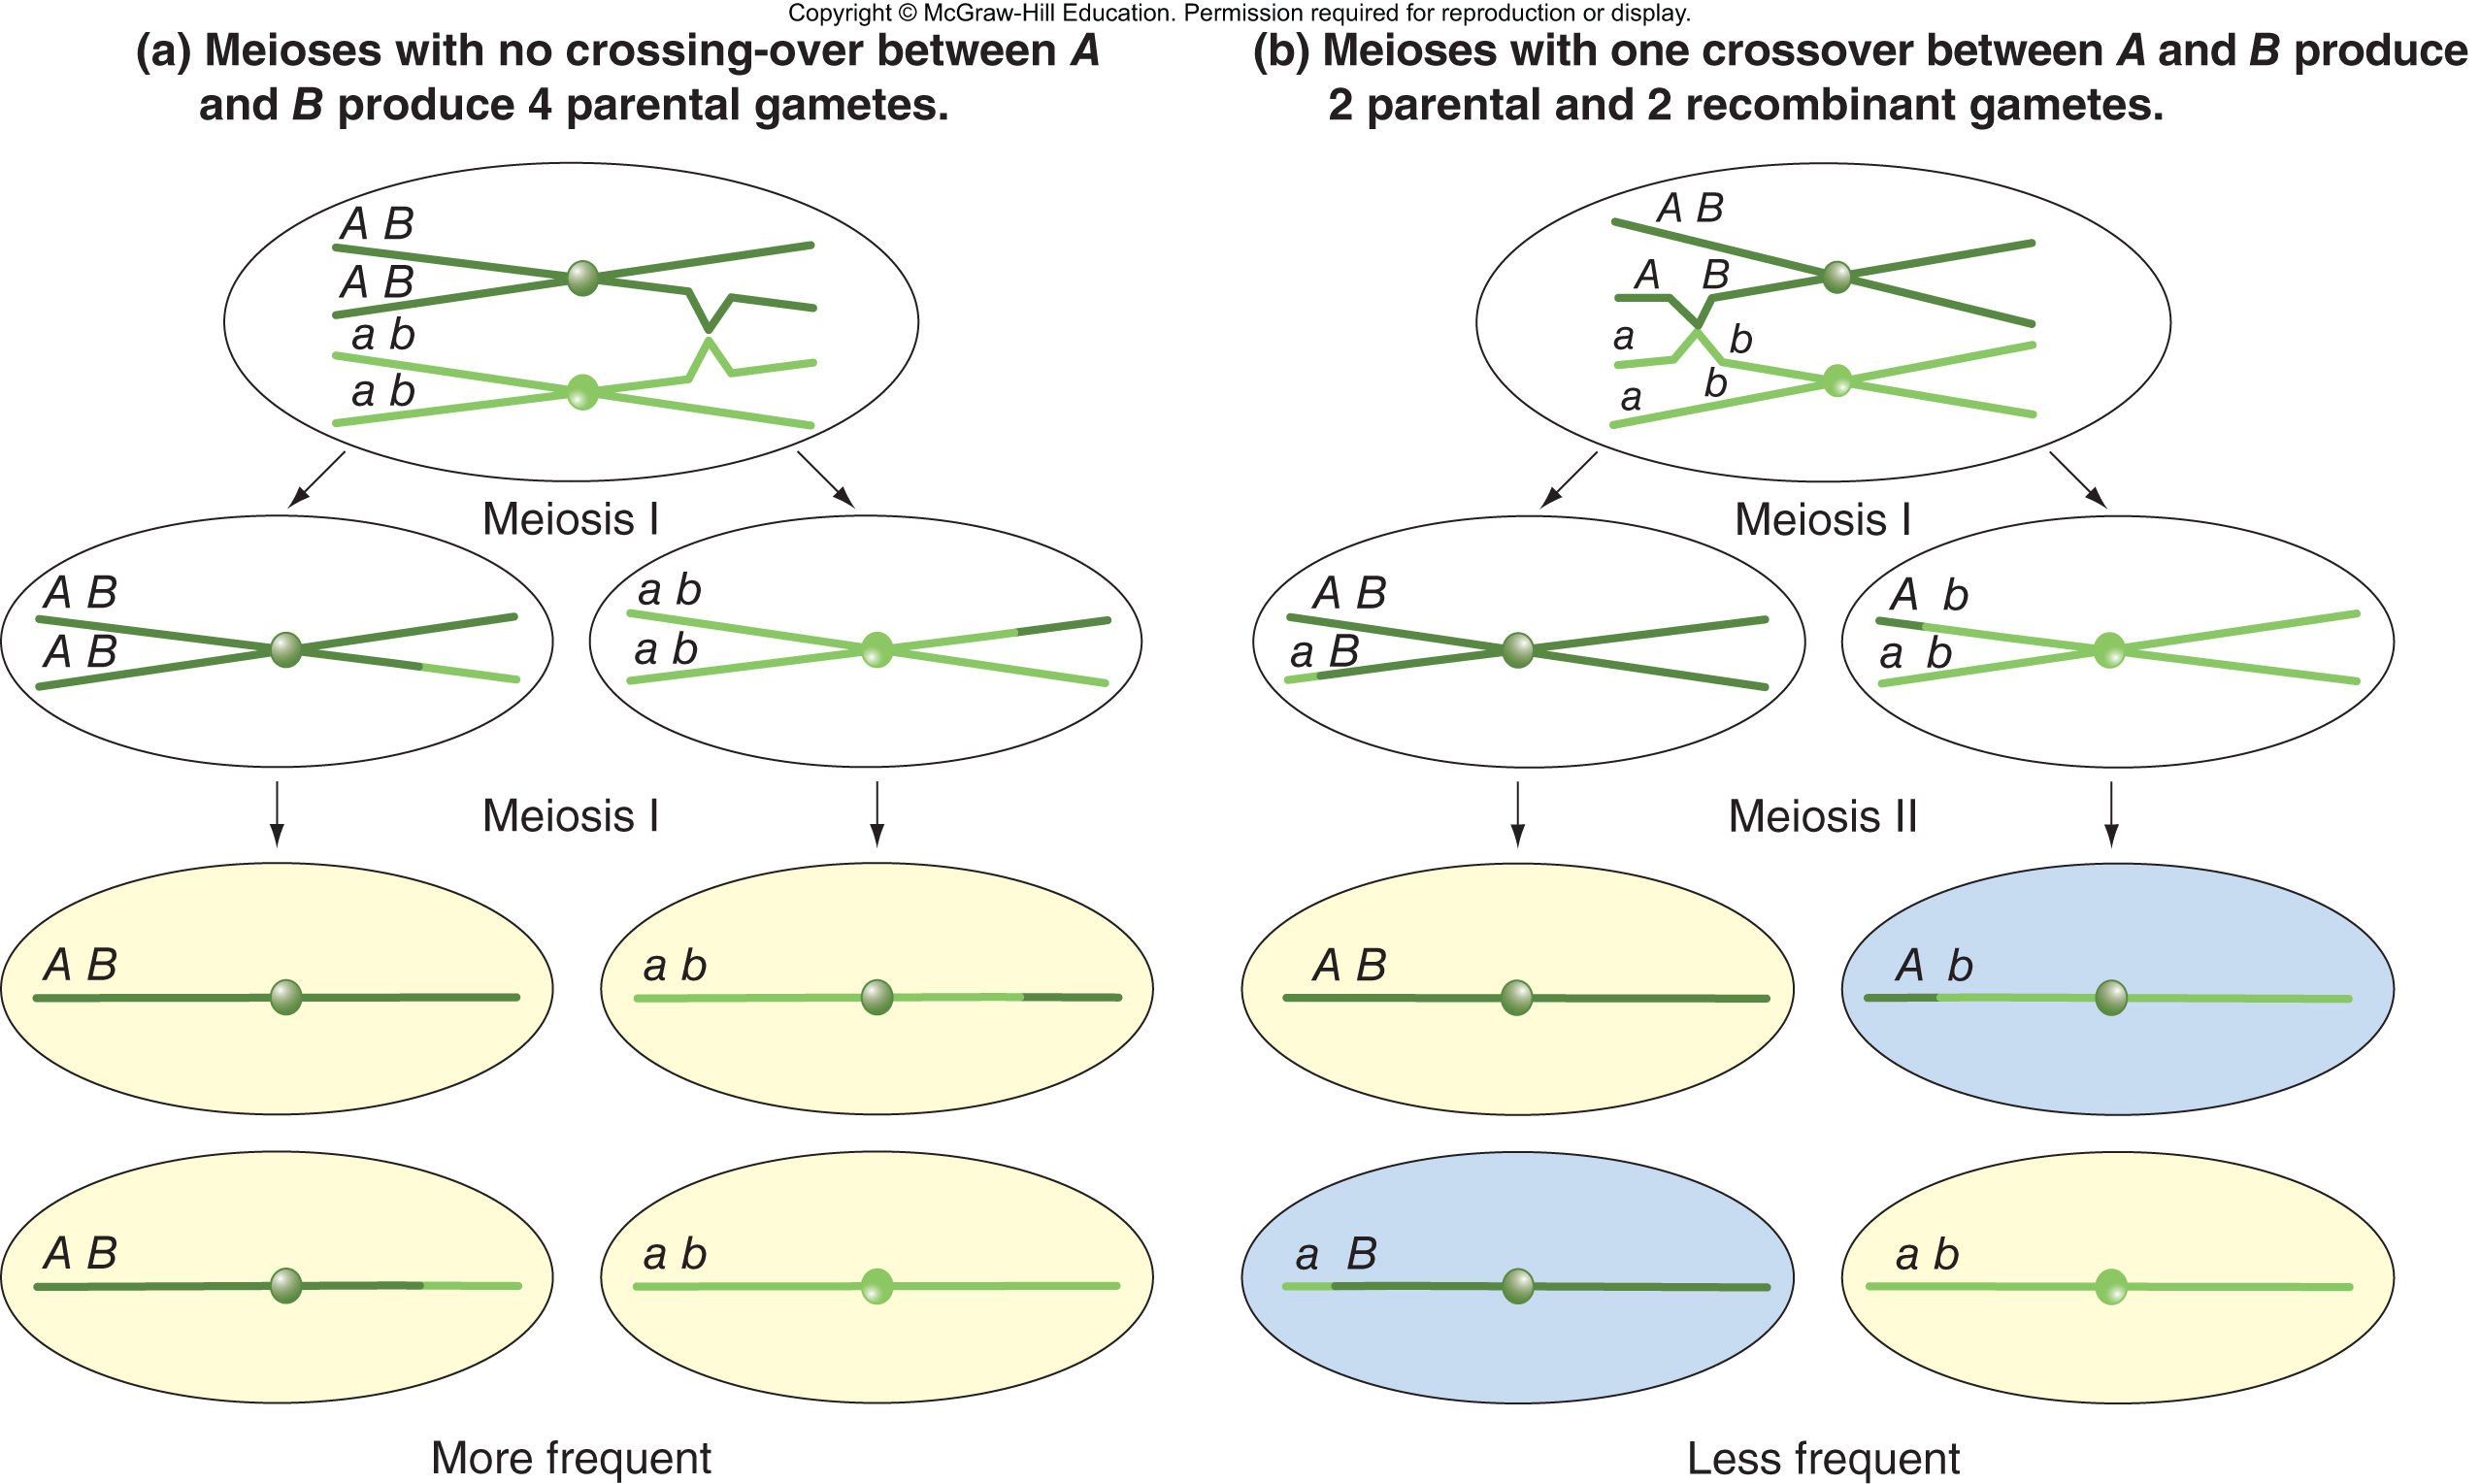 Copyright © McGraw-Hill Education. Permission required for reproduction or display.
(a) Meioses with no crossing-over between A
and B produce 4 parental gametes.
A B
A B
a b
a b
Meiosis I
A B
A B
a b
a b
Meiosis I
A B
a b
A B
a b
More frequent
(b) Meioses with one crossover between A and B produce
2 parental and 2 recombinant gametes.
A B
A B
a b
a b
Meiosis I
A B
a B
A b
a b
Meiosis II
A B
A b
a B
a b
Less frequent